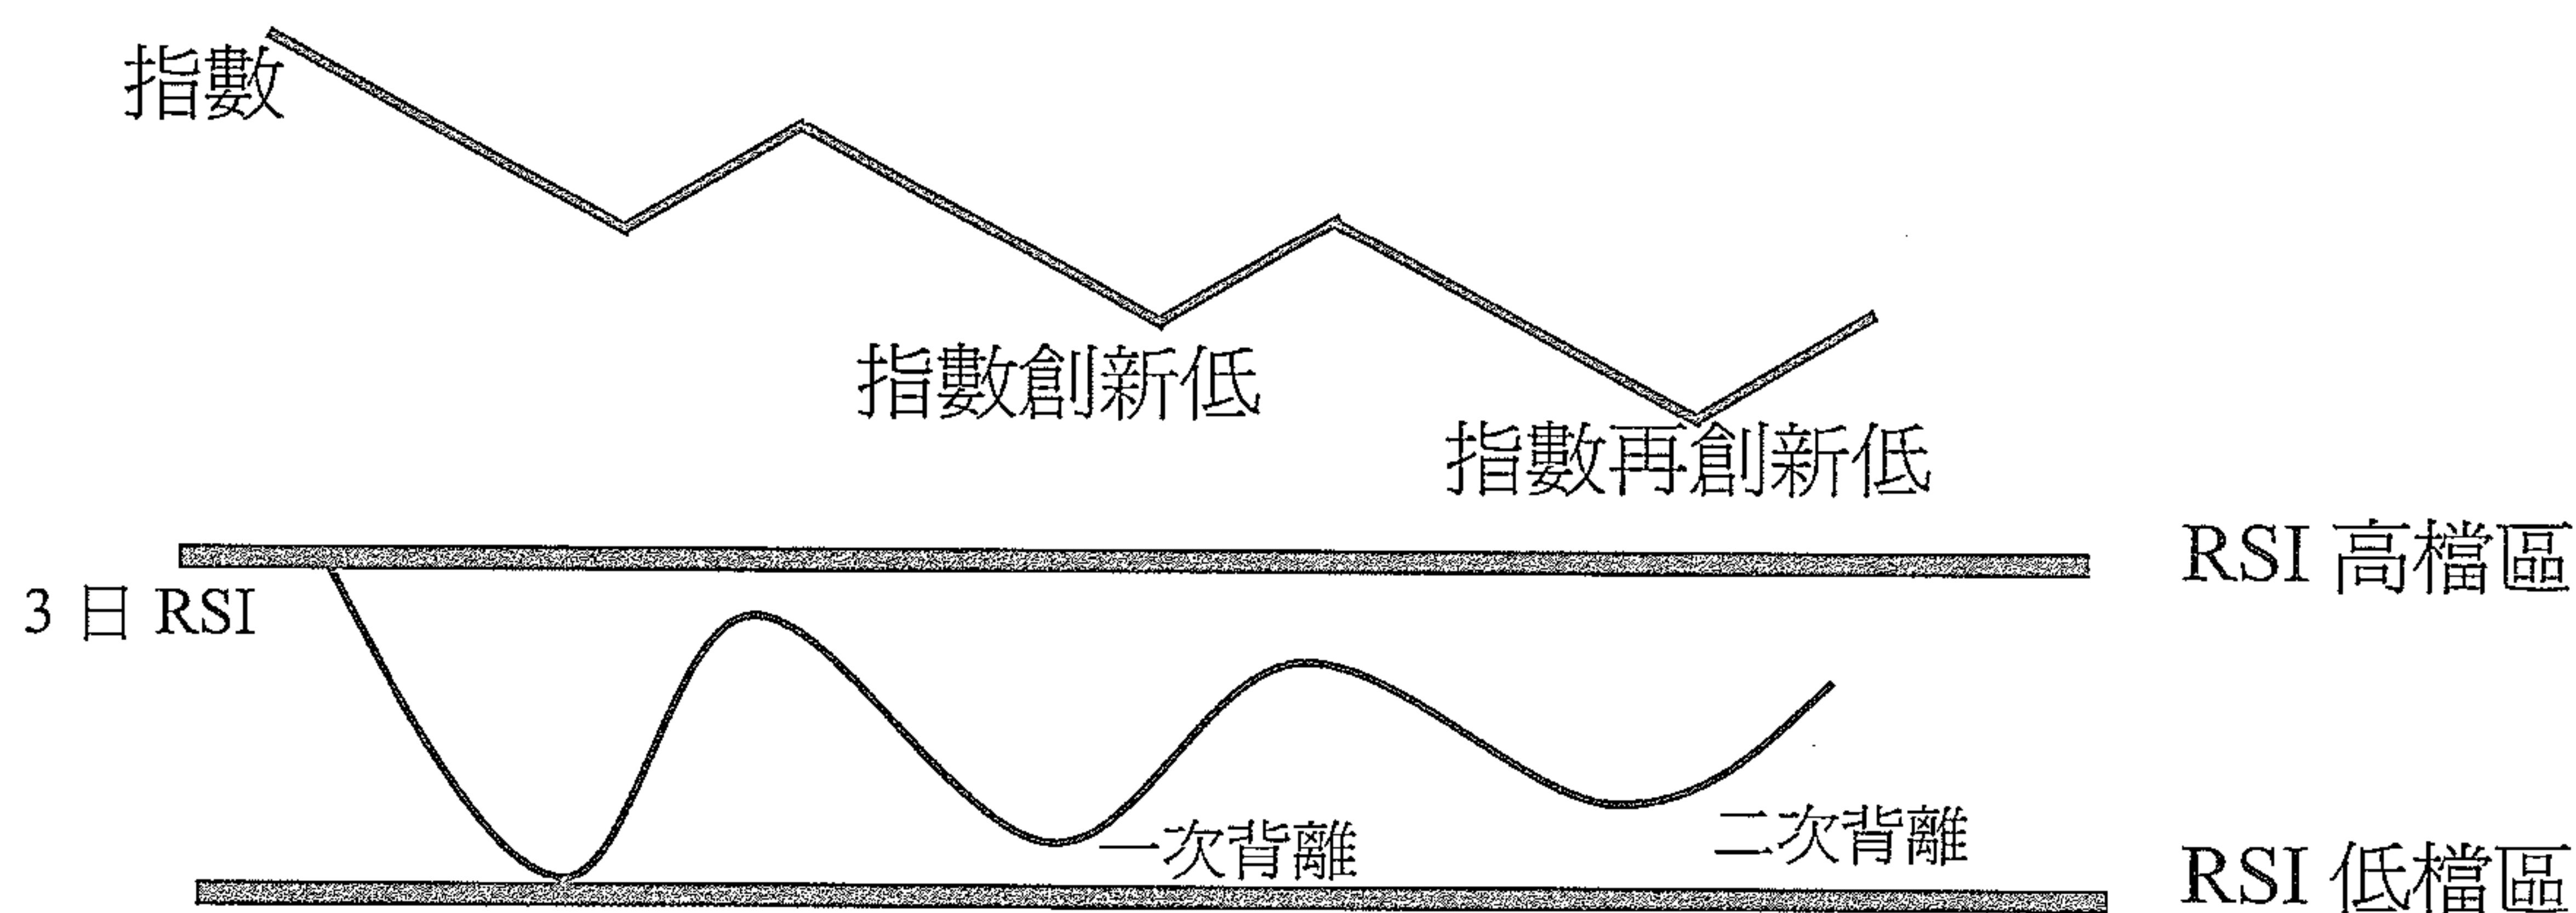 指數
指數創新低
指數再創新低
RSI 高檔區
3 日 RSI
一次背離
二次背離
RSI 低檔區